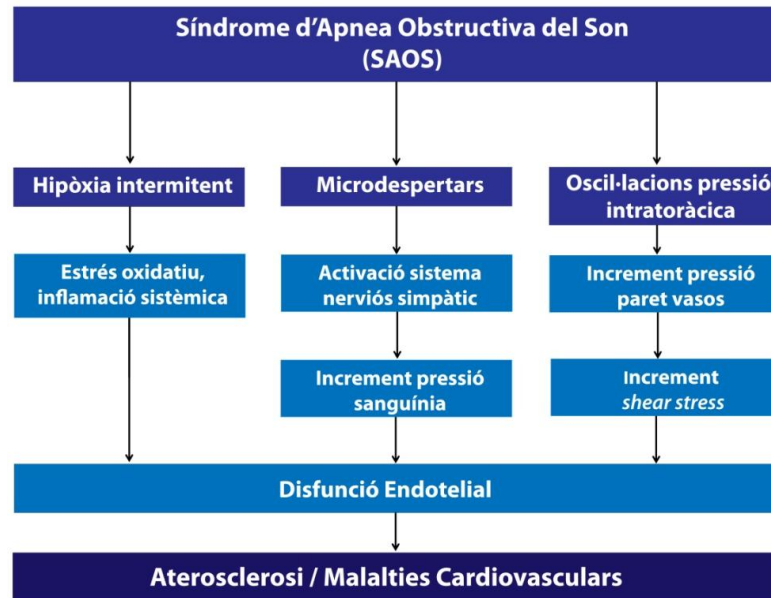 Síndrome d’Apnea Obstructiva del Son
(SAOS)
Hipòxia intermitent
Microdespertars
Oscil·lacions pressió
intratoràcica
Estrés oxidatiu,
inflamació sistèmica
Activació sistema
nerviós simpàtic
Increment pressió
paret vasos
Increment pressió
sanguínia
Increment
shear stress
Disfunció Endotelial
Aterosclerosi / Malalties Cardiovasculars